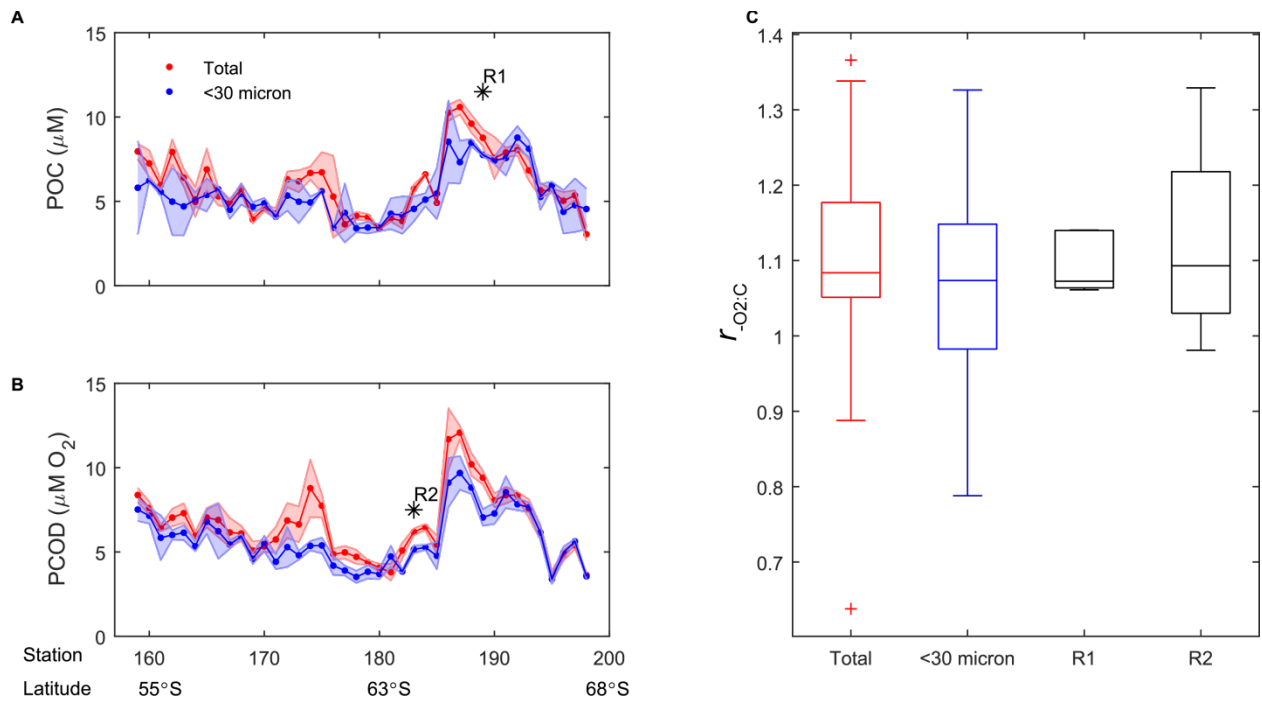 A
15
10
5
0
POC (μM)
Total
<30 micron
R1
B
15
10
5
0
PCOD (μM O₂)
R2
Station 160 170 180 190 200
Latitude 55°S 63°S 68°S
C
1.4
1.3
1.2
1.1
1
0.9
0.8
0.7
r-O2:C
Total <30 micron R1 R2